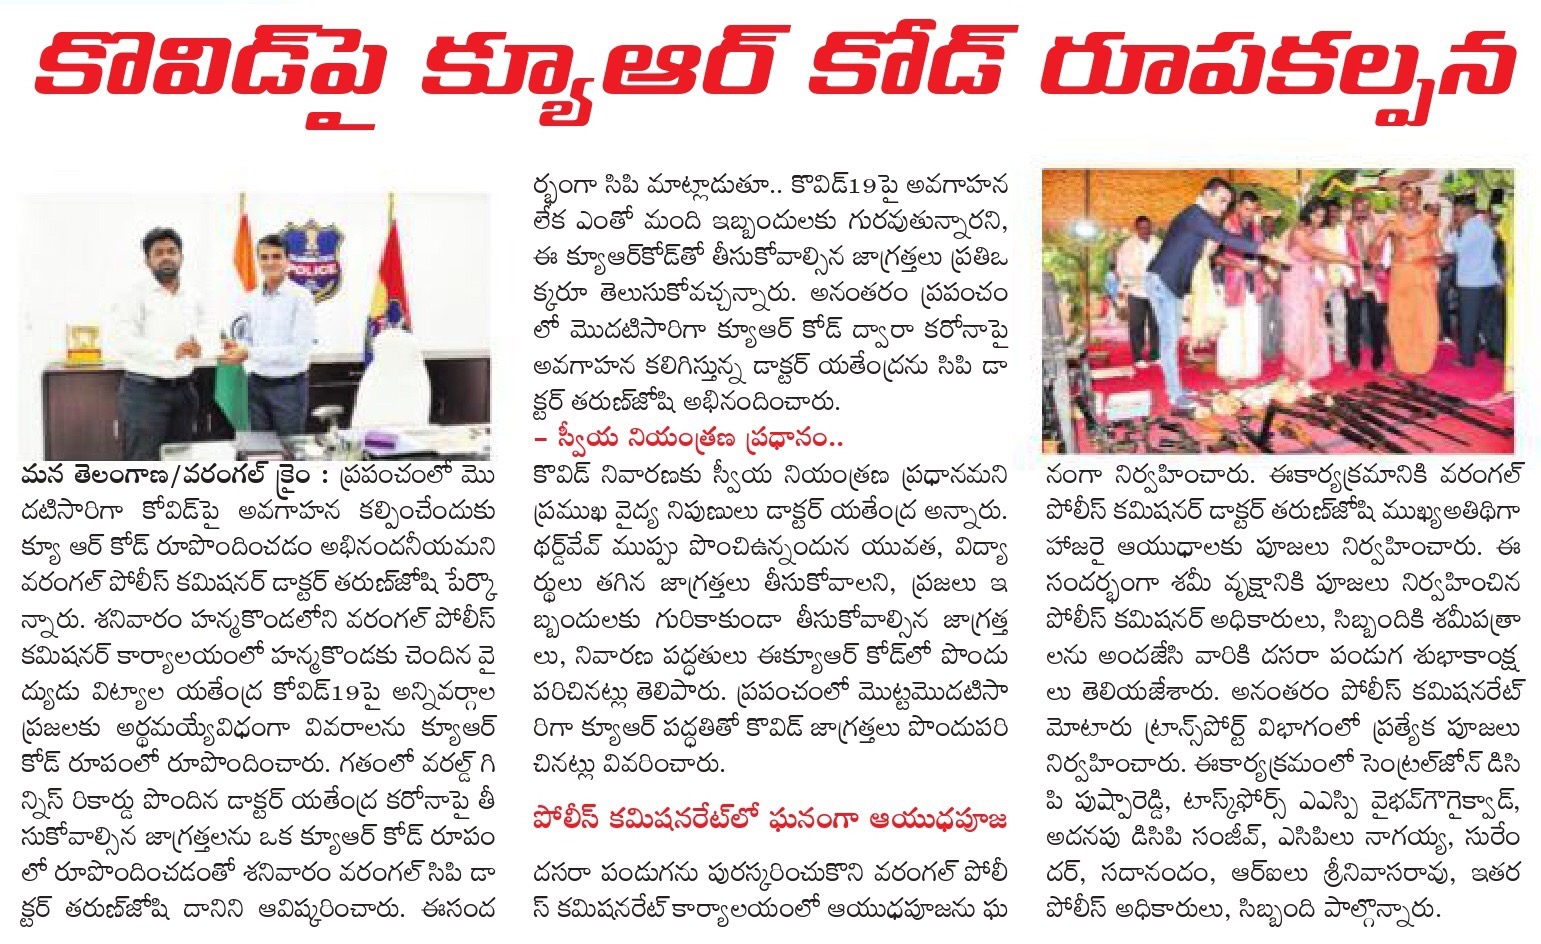 కొవిడ్‌పై క్యూఆర్ కోడ్ రూపకల్పన
POLICE
మన తెలంగాణ/వరంగల్ క్రైం : ప్రపంచంలో మొ
దటిసారిగా కోవిడ్‌పై అవగాహన కల్పించేందుకు
క్యూ ఆర్ కోడ్ రూపొందించడం అభినందనీయమని
వరంగల్ పోలీస్ కమిషనర్ డాక్టర్ తరుణ్‌జోషి పేర్కొ
న్నారు. శనివారం హన్మకొండలోని వరంగల్ పోలీస్
కమిషనర్ కార్యాలయంలో హన్మకొండకు చెందిన వై
ద్యుడు విట్యాల యతేంద్ర కోవిడ్19పై అన్నివర్గాల
ప్రజలకు అర్థమయ్యేవిధంగా వివరాలను క్యూఆర్
కోడ్ రూపంలో రూపొందించారు. గతంలో వరల్డ్ గి
న్నిస్ రికార్డు పొందిన డాక్టర్ యతేంద్ర కరోనాపై తీ
సుకోవాల్సిన జాగ్రత్తలను ఒక క్యూఆర్ కోడ్ రూపం
లో రూపొందించడంతో శనివారం వరంగల్ సిపి డా
క్టర్ తరుణ్‌జోషి దానిని ఆవిష్కరించారు. ఈసంద
ర్భంగా సిపి మాట్లాడుతూ.. కొవిడ్19పై అవగాహన
లేక ఎంతో మంది ఇబ్బందులకు గురవుతున్నారని,
ఈ క్యూఆర్‌కోడ్‌తో తీసుకోవాల్సిన జాగ్రత్తలు ప్రతిఒ
క్కరూ తెలుసుకోవచ్చన్నారు. అనంతరం ప్రపంచం
లో మొదటిసారిగా క్యూఆర్ కోడ్ ద్వారా కరోనాపై
అవగాహన కలిగిస్తున్న డాక్టర్ యతేంద్రను సిపి డా
క్టర్ తరుణ్‌జోషి అభినందించారు.
– స్వీయ నియంత్రణ ప్రధానం..
కొవిడ్ నివారణకు స్వీయ నియంత్రణ ప్రధానమని
ప్రముఖ వైద్య నిపుణులు డాక్టర్ యతేంద్ర అన్నారు.
థర్డ్‌వేవ్ ముప్పు పొంచిఉన్నందున యువత, విద్యా
ర్థులు తగిన జాగ్రత్తలు తీసుకోవాలని, ప్రజలు ఇ
బ్బందులకు గురికాకుండా తీసుకోవాల్సిన జాగ్రత్త
లు, నివారణ పద్ధతులు ఈక్యూఆర్ కోడ్‌లో పొందు
పరిచినట్లు తెలిపారు. ప్రపంచంలో మొట్టమొదటిసా
రిగా క్యూఆర్ పద్ధతితో కొవిడ్ జాగ్రత్తలు పొందుపరి
చినట్లు వివరించారు.
పోలీస్ కమిషనరేట్‌లో ఘనంగా ఆయుధపూజ
దసరా పండుగను పురస్కరించుకొని వరంగల్ పోలీ
స్ కమిషనరేట్ కార్యాలయంలో ఆయుధపూజను ఘ
నంగా నిర్వహించారు. ఈకార్యక్రమానికి వరంగల్
పోలీస్ కమిషనర్ డాక్టర్ తరుణ్‌జోషి ముఖ్యఅతిథిగా
హాజరై ఆయుధాలకు పూజలు నిర్వహించారు. ఈ
సందర్భంగా శమీ వృక్షానికి పూజలు నిర్వహించిన
పోలీస్ కమిషనర్ అధికారులు, సిబ్బందికి శమీపత్రా
లను అందజేసి వారికి దసరా పండుగ శుభాకాంక్ష
లు తెలియజేశారు. అనంతరం పోలీస్ కమిషనరేట్
మోటారు ట్రాన్స్‌పోర్ట్ విభాగంలో ప్రత్యేక పూజలు
నిర్వహించారు. ఈకార్యక్రమంలో సెంట్రల్‌జోన్ డిసి
పి పుష్పారెడ్డి, టాస్క్‌ఫోర్స్ ఎఎస్పి వైభవ్‌గౌగైక్వాడ్,
అదనపు డిసిపి సంజీవ్, ఎసిపిలు నాగయ్య, సురేం
దర్, సదానందం, ఆర్ఐలు శ్రీనివాసరావు, ఇతర
పోలీస్ అధికారులు, సిబ్బంది పాల్గొన్నారు.